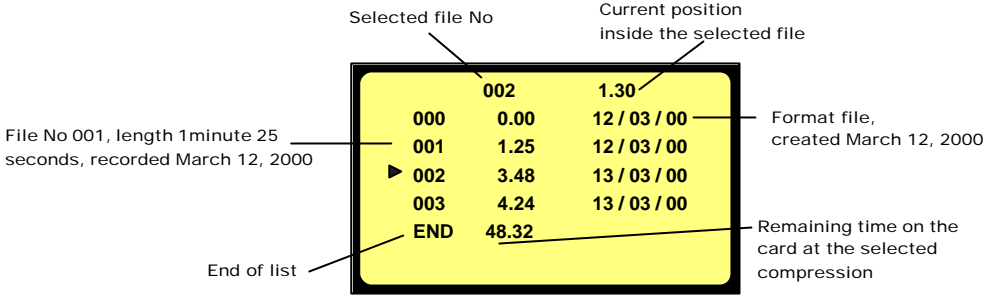 Selected file No
Current position
inside the selected file
002 1.30
000 0.00 12 / 03 / 00
Format file,
created March 12, 2000
File No 001, length 1minute 25
seconds, recorded March 12, 2000
001 1.25 12 / 03 / 00
002 3.48 13 / 03 / 00
003 4.24 13 / 03 / 00
END 48.32
Remaining time on the
card at the selected
compression
End of list